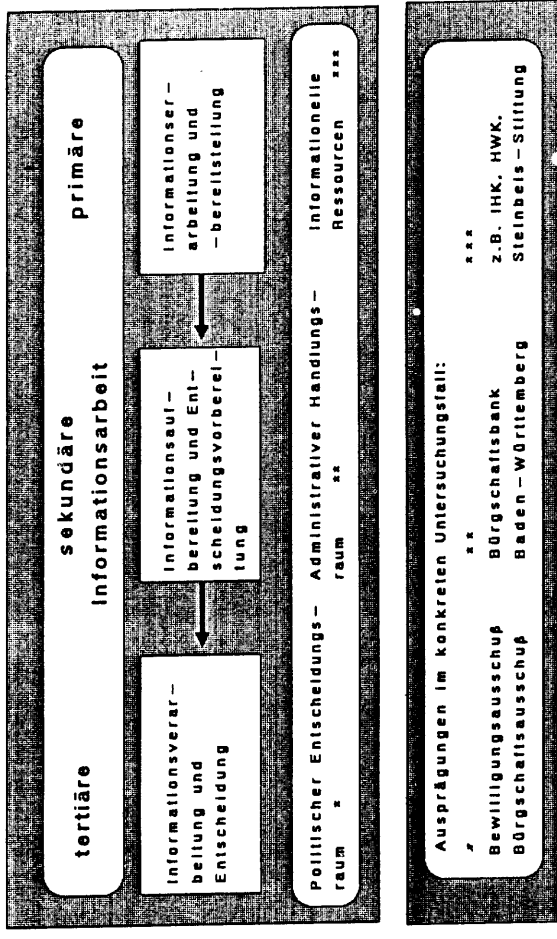 tertiäre sekundäre primäre
Informationsarbeit
Informationsverar–
beitung und
Entscheidung
Informationsauf–
bereitung und Ent–
scheidungsvorberei–
tung
Informationser–
arbeitung und
–bereitstellung
Politischer Entscheidungs–
raum *
Administrativer Handlungs–
raum **
Informationelle
Ressourcen ***
Ausprägungen im konkreten Untersuchungsfall:
* ** ***
Bewilligungsausschuß Bürgschaftsbank z.B. IHK, HWK,
Bürgschaftsausschuß Baden–Württemberg Steinbeis–Stiftung